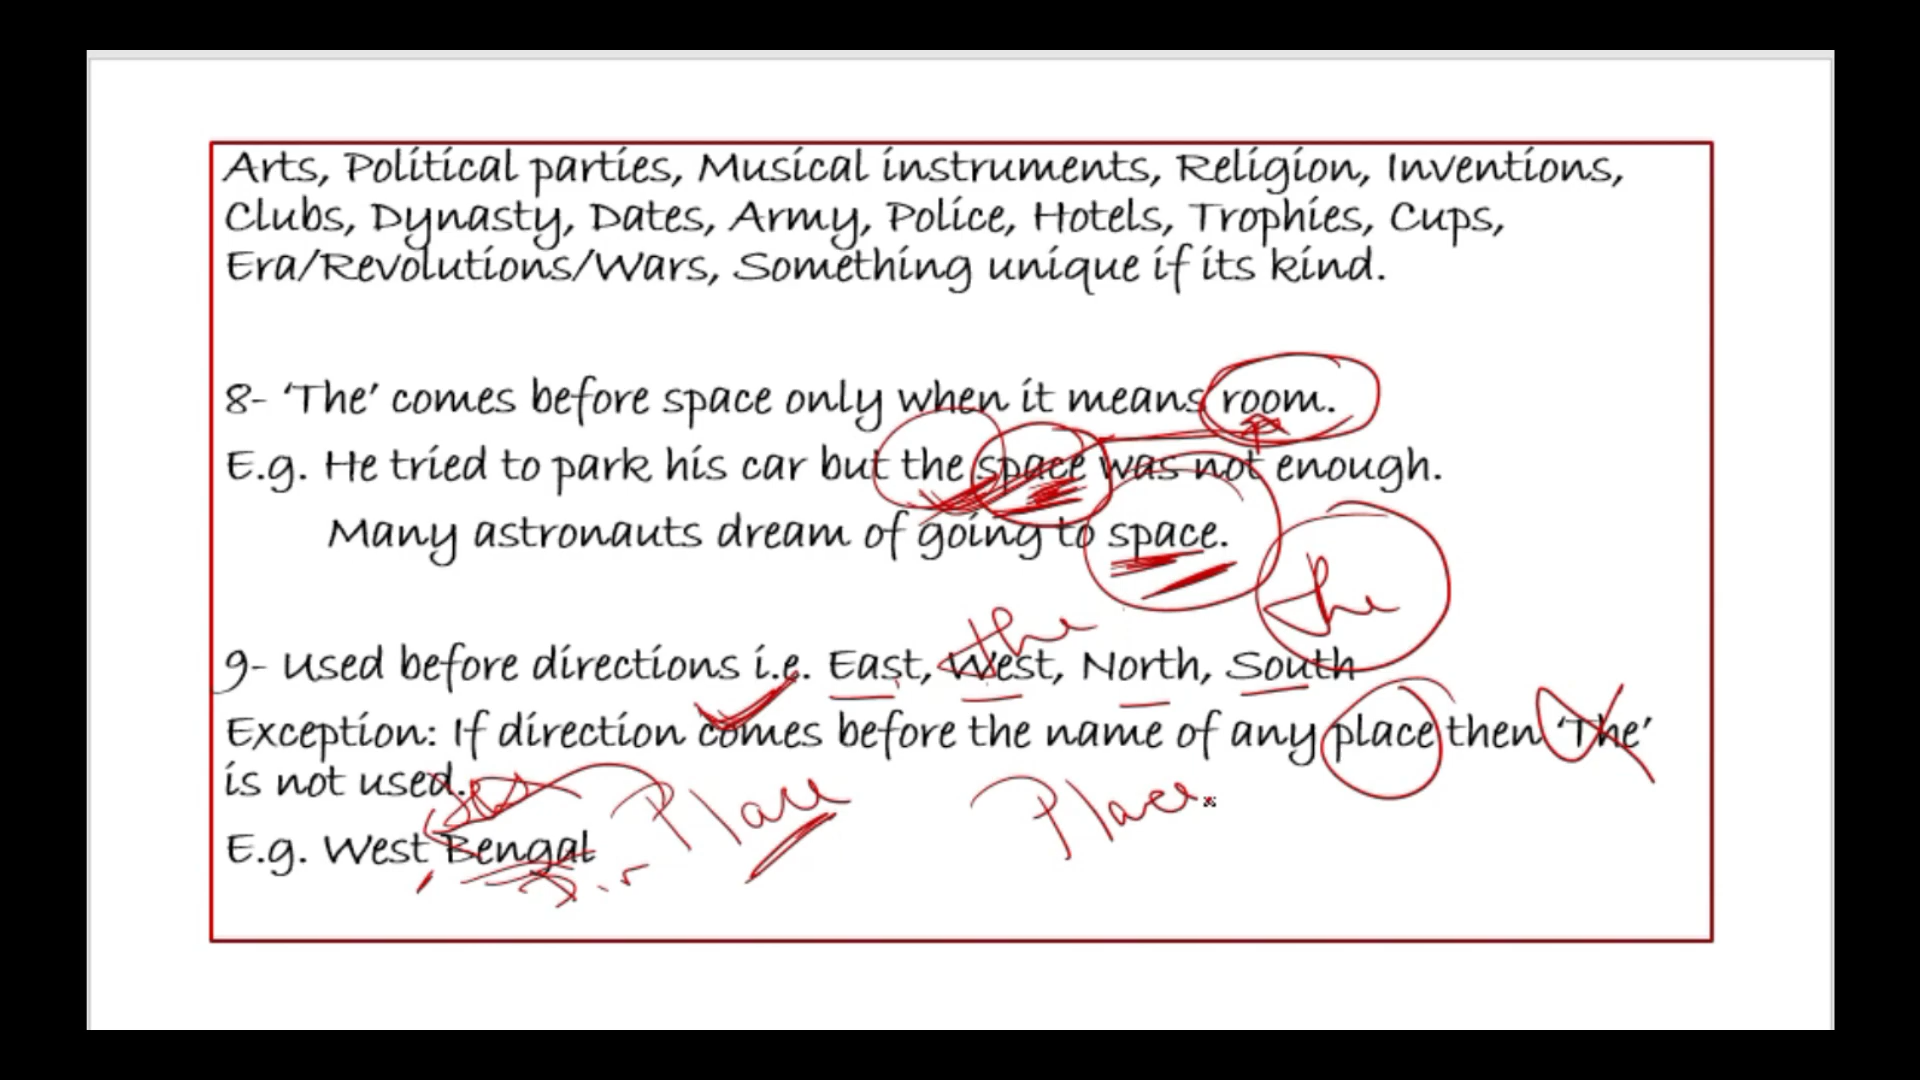 Arts, Political parties, Musical instruments, Religion, Inventions,
Clubs, Dynasty, Dates, Army, Police, Hotels, Trophies, Cups,
Era/Revolutions/Wars, Something unique if its kind.
8- 'The' comes before space only when it means room.
E.g. He tried to park his car but the space was not enough.
Many astronauts dream of going to space.
the
the
9- Used before directions i.e. East, West, North, South
Exception: If direction comes before the name of any place then 'The'
is not used.
Place
Place
E.g. West Bengal